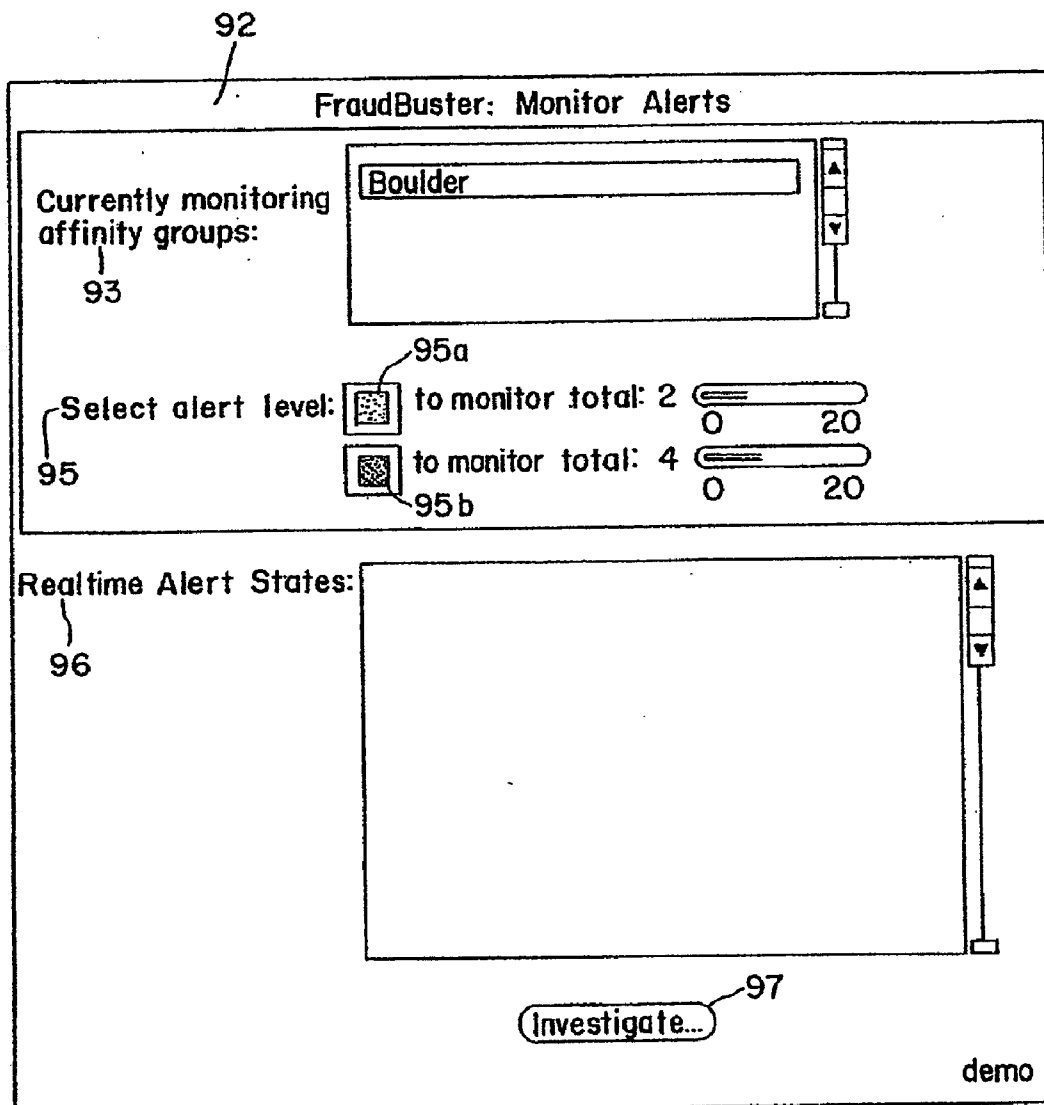 92
FraudBuster: Monitor Alerts
Boulder
Currently monitoring
affinity groups:
93
95a
Select alert level: to monitor total: 2
0 20
95 to monitor total: 4
0 20
95b
Realtime Alert States:
96
97
Investigate...
demo